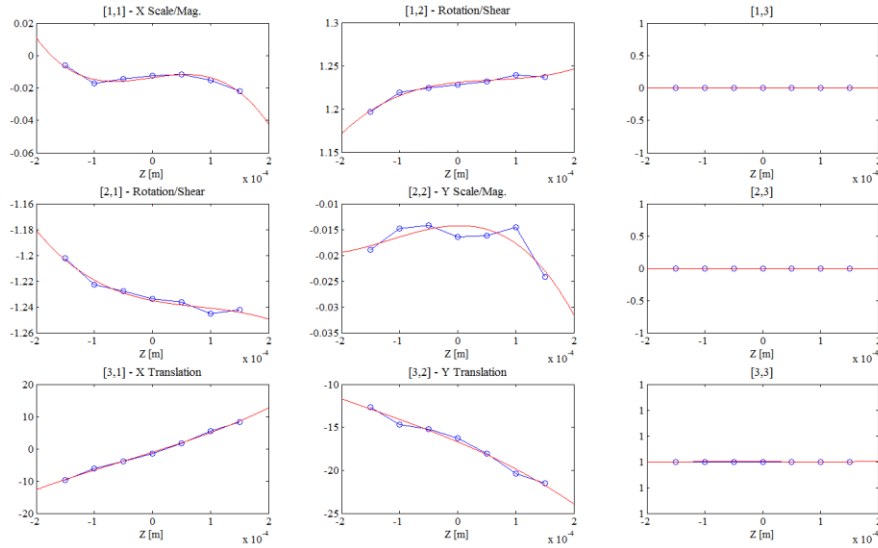 [1,1] - X Scale/Mag.
[1,2] - Rotation/Shear
[1,3]
0.02
0
-0.02
-0.04
-0.06
1.3
1.25
1.2
1.15
1
0.5
0
-0.5
-1
-2 -1 0 1 2
-2 -1 0 1 2
-2 -1 0 1 2
Z [m]
x 10-4
Z [m]
x 10-4
Z [m]
x 10-4
[2,1] - Rotation/Shear
[2,2] - Y Scale/Mag.
[2,3]
-1.16
-1.18
-1.2
-1.22
-1.24
-1.26
-0.01
-0.015
-0.02
-0.025
-0.03
-0.035
1
0.5
0
-0.5
-1
-2 -1 0 1 2
-2 -1 0 1 2
-2 -1 0 1 2
Z [m]
x 10-4
Z [m]
x 10-4
Z [m]
x 10-4
[3,1] - X Translation
[3,2] - Y Translation
[3,3]
20
10
0
-10
-20
-10
-15
-20
-25
1
1
1
1
1
1
1
-2 -1 0 1 2
-2 -1 0 1 2
-2 -1 0 1 2
Z [m]
x 10-4
Z [m]
x 10-4
Z [m]
x 10-4